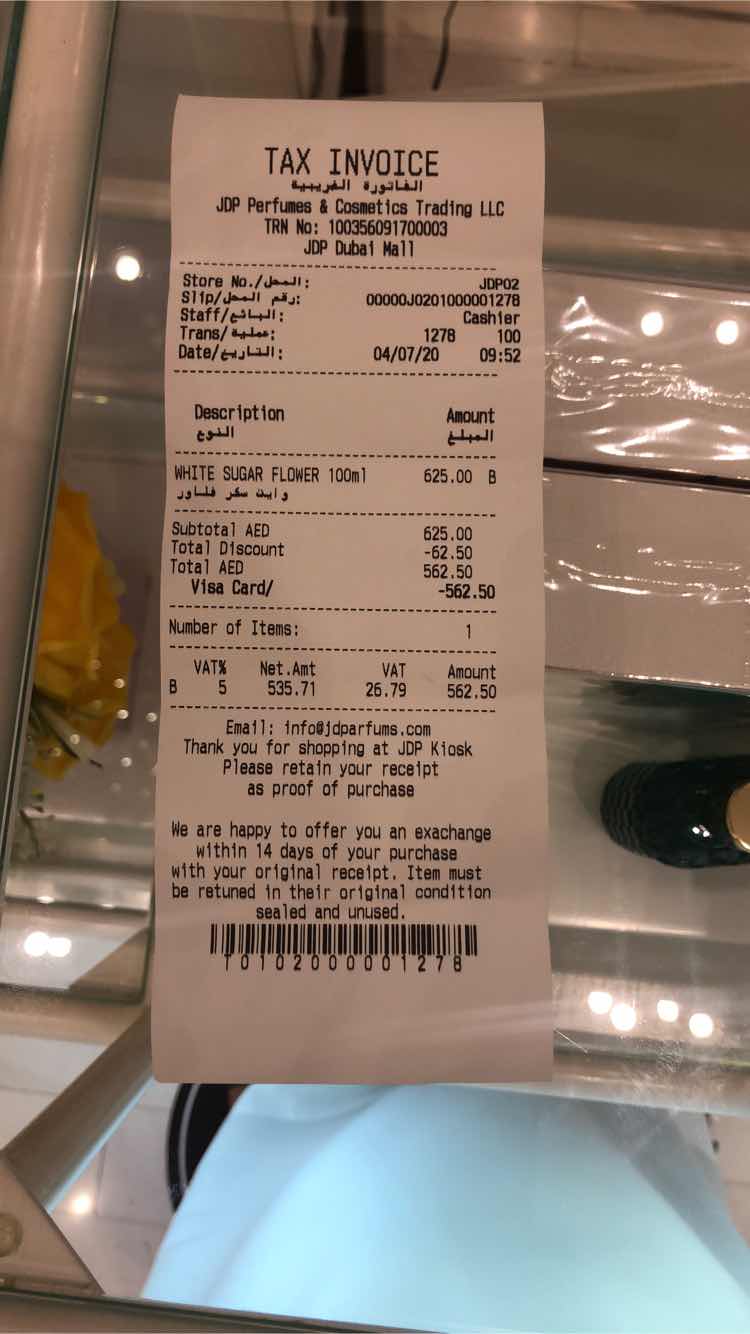 TAX INVOICE
الفاتورة الضريبية
JDP Perfumes & Cosmetics Trading LLC
TRN No: 100356091700003
JDP Dubai Mall
Store No./المحل: JDP02
Slip/رقم المحل: 00000J0201000001278
Staff/البائع: Cashier
Trans/عملية: 1278 100
Date/التاريخ: 04/07/20 09:52
Description Amount
النوع المبلغ
WHITE SUGAR FLOWER 100ml 625.00 B
وايت سكر فلاور
Subtotal AED 625.00
Total Discount -62.50
Total AED 562.50
Visa Card/ -562.50
Number of Items: 1
VAT% Net.Amt VAT Amount
B 5 535.71 26.79 562.50
Email: info@jdparfums.com
Thank you for shopping at JDP Kiosk
Please retain your receipt
as proof of purchase
We are happy to offer you an exachange
within 14 days of your purchase
with your original receipt. Item must
be retuned in their original condition
sealed and unused.
T0102000001278